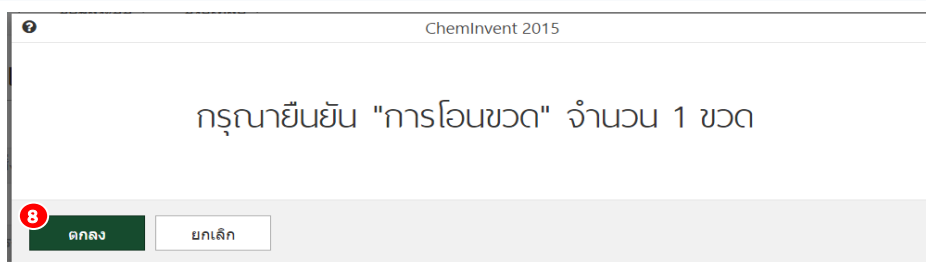 ChemInvent 2015
กรุณายืนยัน "การโอนขวด" จำนวน 1 ขวด
8
ตกลง ยกเลิก